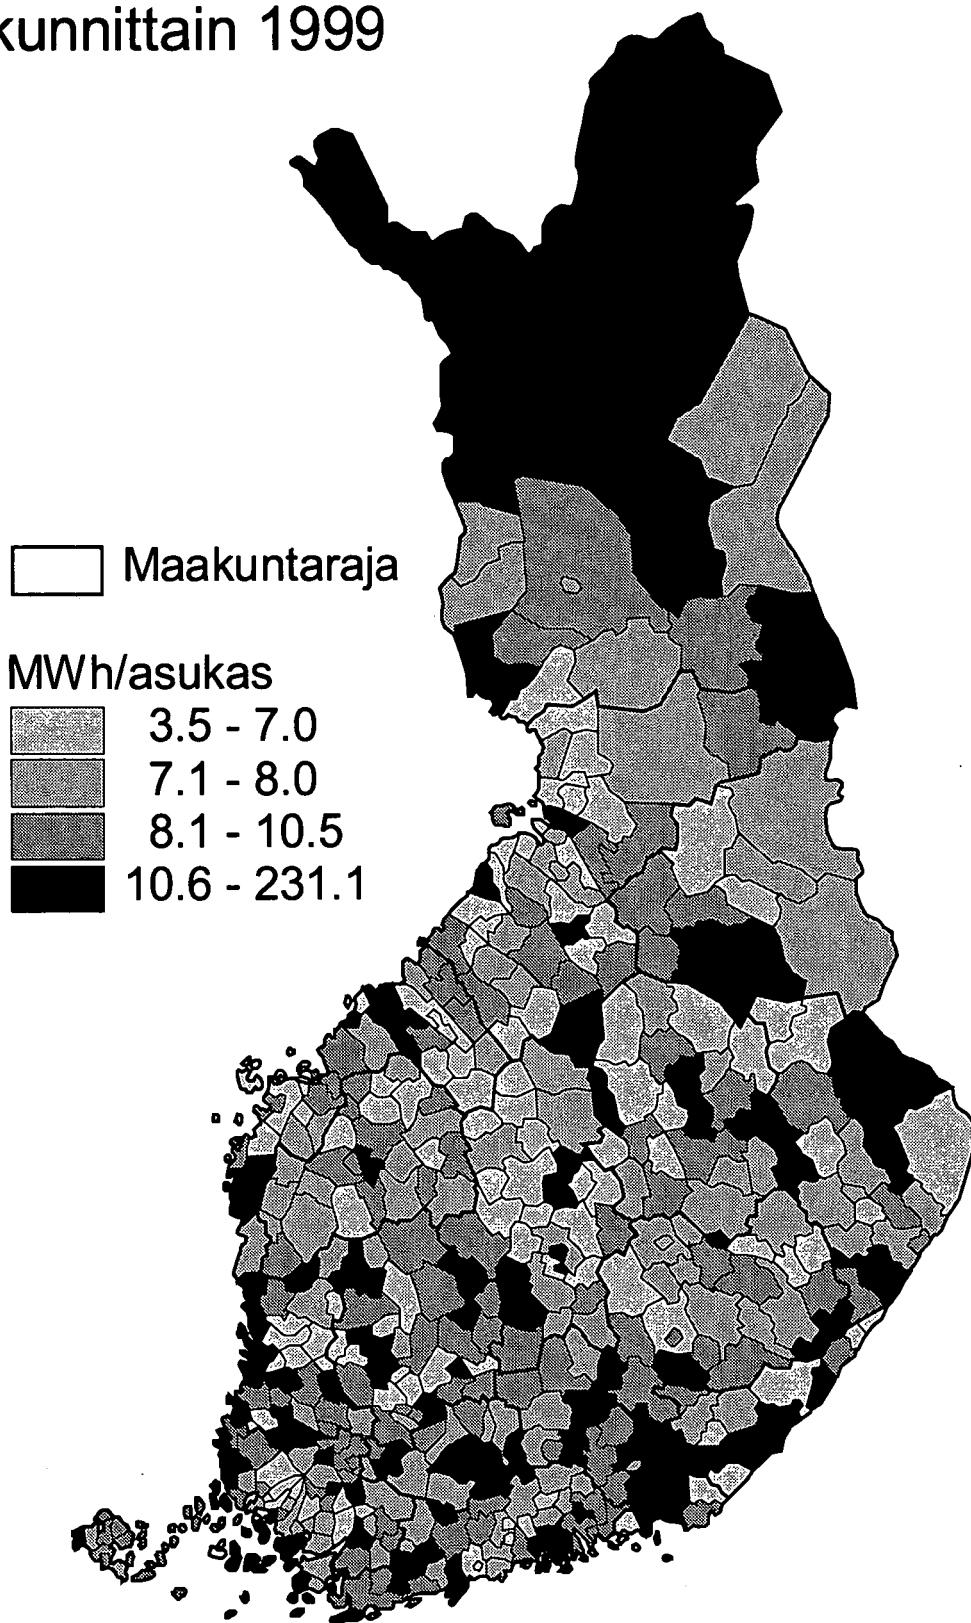 kunnittain 1999
Maakuntaraja
MWh/asukas
3.5 - 7.0
7.1 - 8.0
8.1 - 10.5
10.6 - 231.1